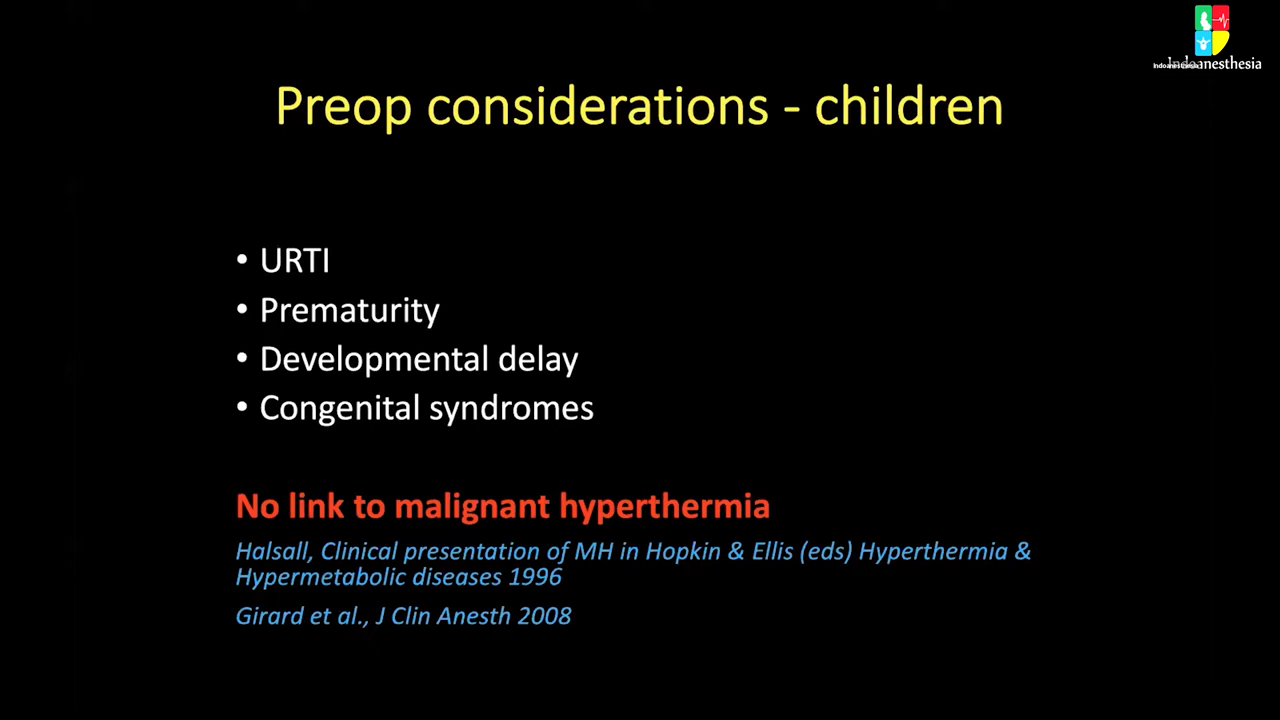 Indoanesthesia
Preop considerations - children
• URTI
• Prematurity
• Developmental delay
• Congenital syndromes
No link to malignant hyperthermia
Halsall, Clinical presentation of MH in Hopkin & Ellis (eds) Hyperthermia &
Hypermetabolic diseases 1996
Girard et al., J Clin Anesth 2008